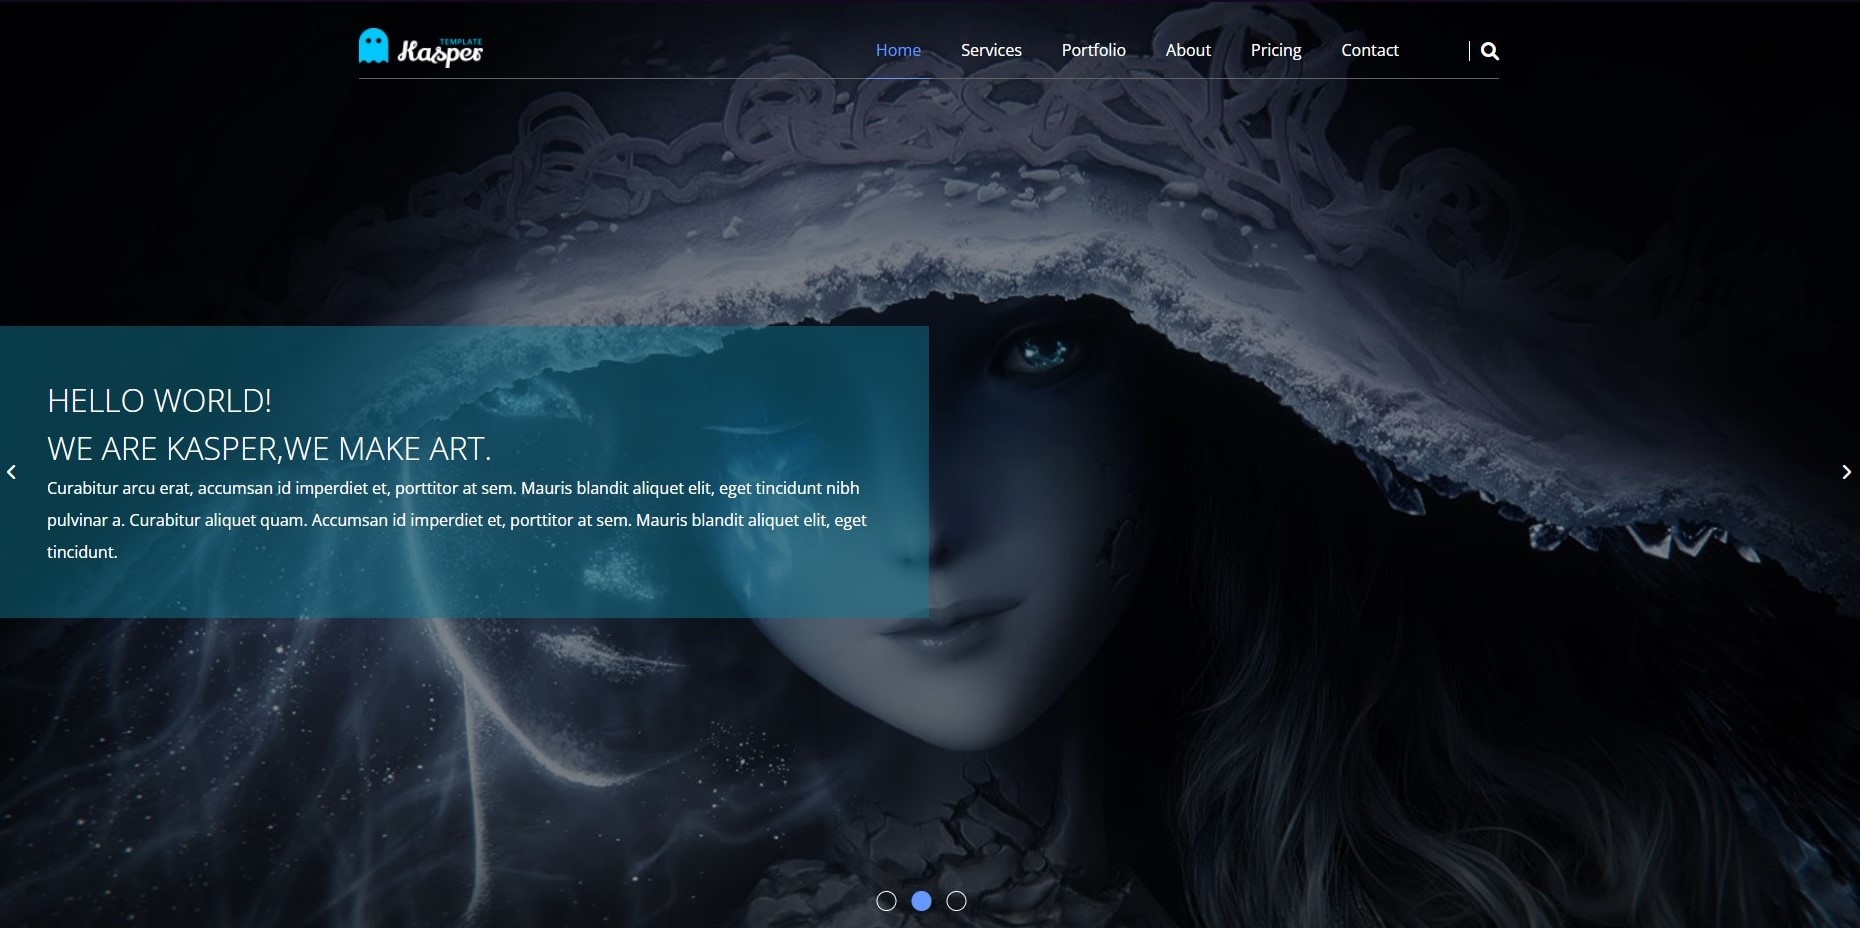 TEMPLATE
Kasper
Home Services Portfolio About Pricing Contact
HELLO WORLD!
WE ARE KASPER,WE MAKE ART.
Curabitur arcu erat, accumsan id imperdiet et, porttitor at sem. Mauris blandit aliquet elit, eget tincidunt nibh
pulvinar a. Curabitur aliquet quam. Accumsan id imperdiet et, porttitor at sem. Mauris blandit aliquet elit, eget
tincidunt.